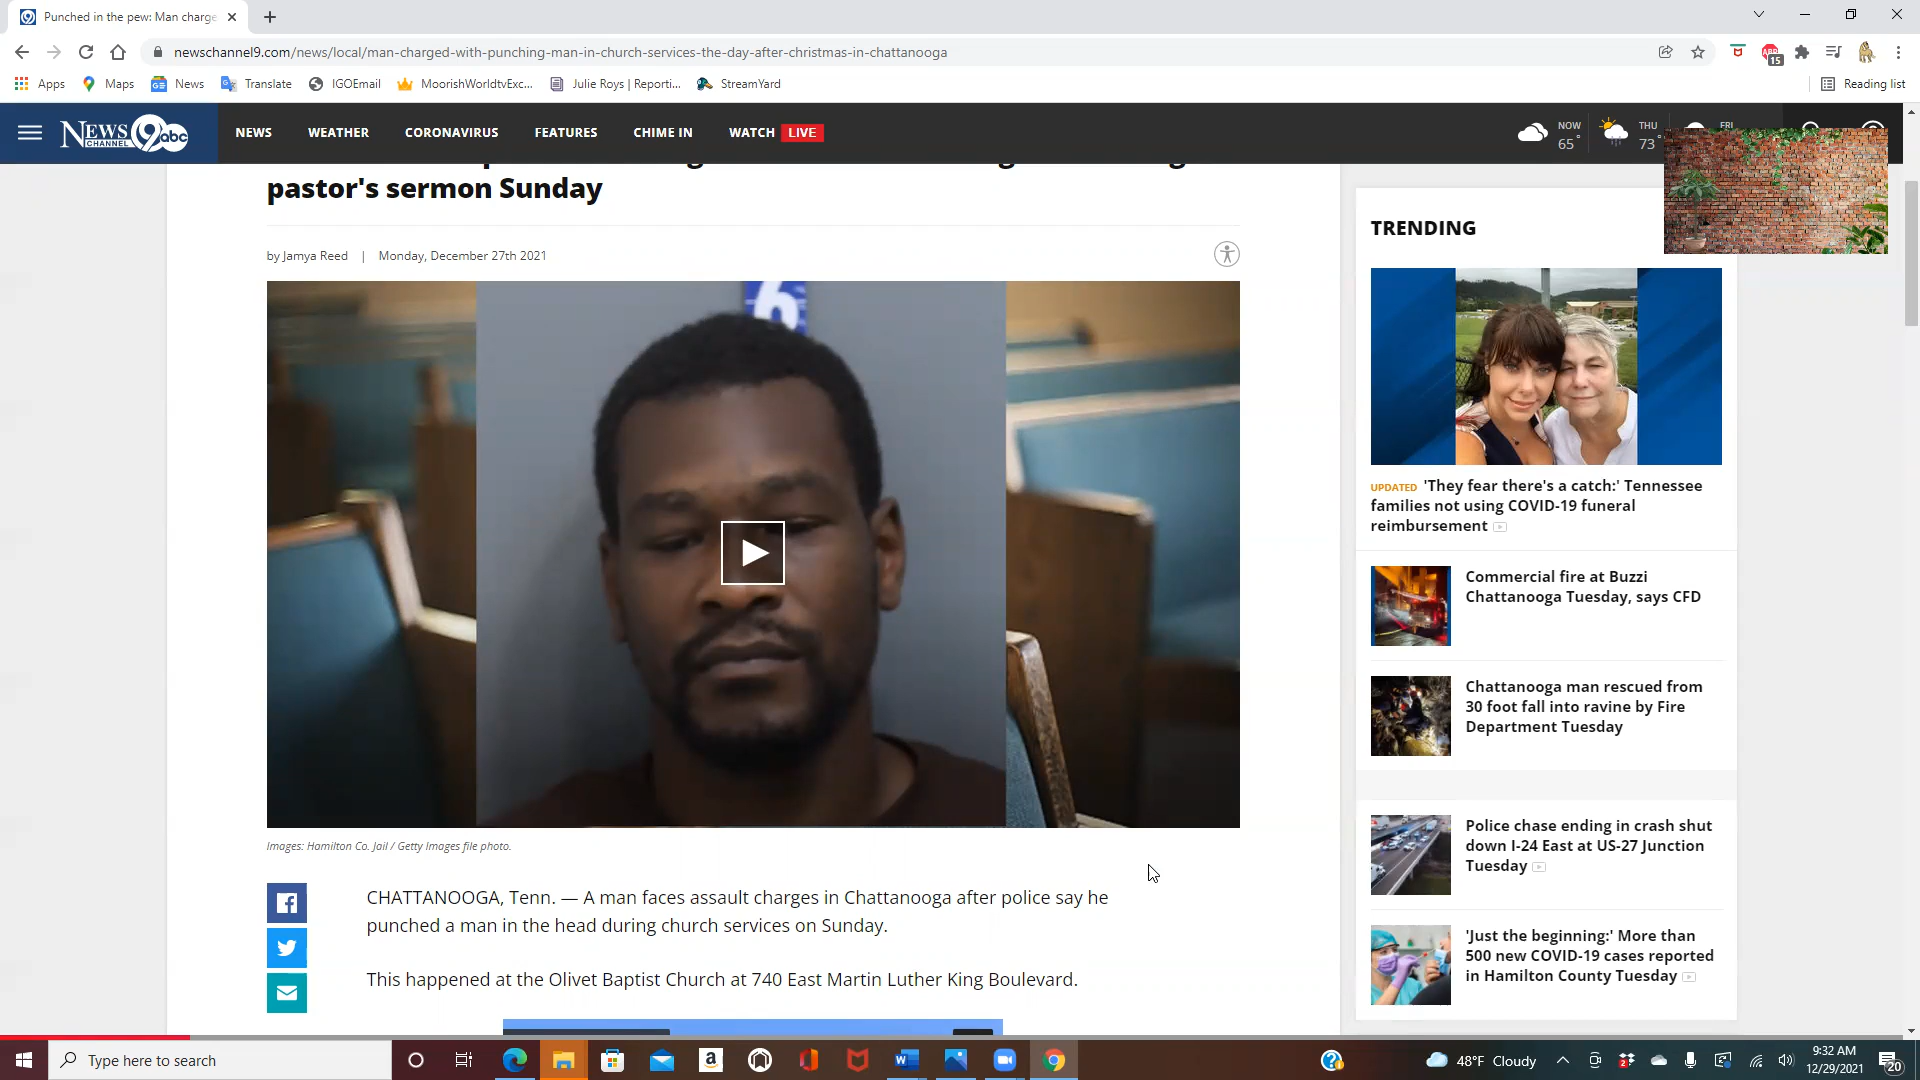 Punched in the pew: Man charge
newschannel9.com/news/local/man-charged-with-punching-man-in-church-services-the-day-after-christmas-in-chattanooga
ABP
15
Apps
Maps
News
Translate
IGOEmail
MoorishWorldtvExc...
Julie Roys | Reporti...
StreamYard
Reading list
NEWS CHANNEL 9 abc
NEWS
WEATHER
CORONAVIRUS
FEATURES
CHIME IN
WATCH LIVE
NOW
65°
THU
73°
FRI
pastor's sermon Sunday
by Jamya Reed | Monday, December 27th 2021
6
Images: Hamilton Co. Jail / Getty Images file photo.
CHATTANOOGA, Tenn. — A man faces assault charges in Chattanooga after police say he
punched a man in the head during church services on Sunday.
This happened at the Olivet Baptist Church at 740 East Martin Luther King Boulevard.
TRENDING
UPDATED 'They fear there's a catch:' Tennessee
families not using COVID-19 funeral
reimbursement
Commercial fire at Buzzi
Chattanooga Tuesday, says CFD
Chattanooga man rescued from
30 foot fall into ravine by Fire
Department Tuesday
Police chase ending in crash shut
down I-24 East at US-27 Junction
Tuesday
'Just the beginning:' More than
500 new COVID-19 cases reported
in Hamilton County Tuesday
Type here to search
48°F Cloudy
9:32 AM
12/29/2021
20